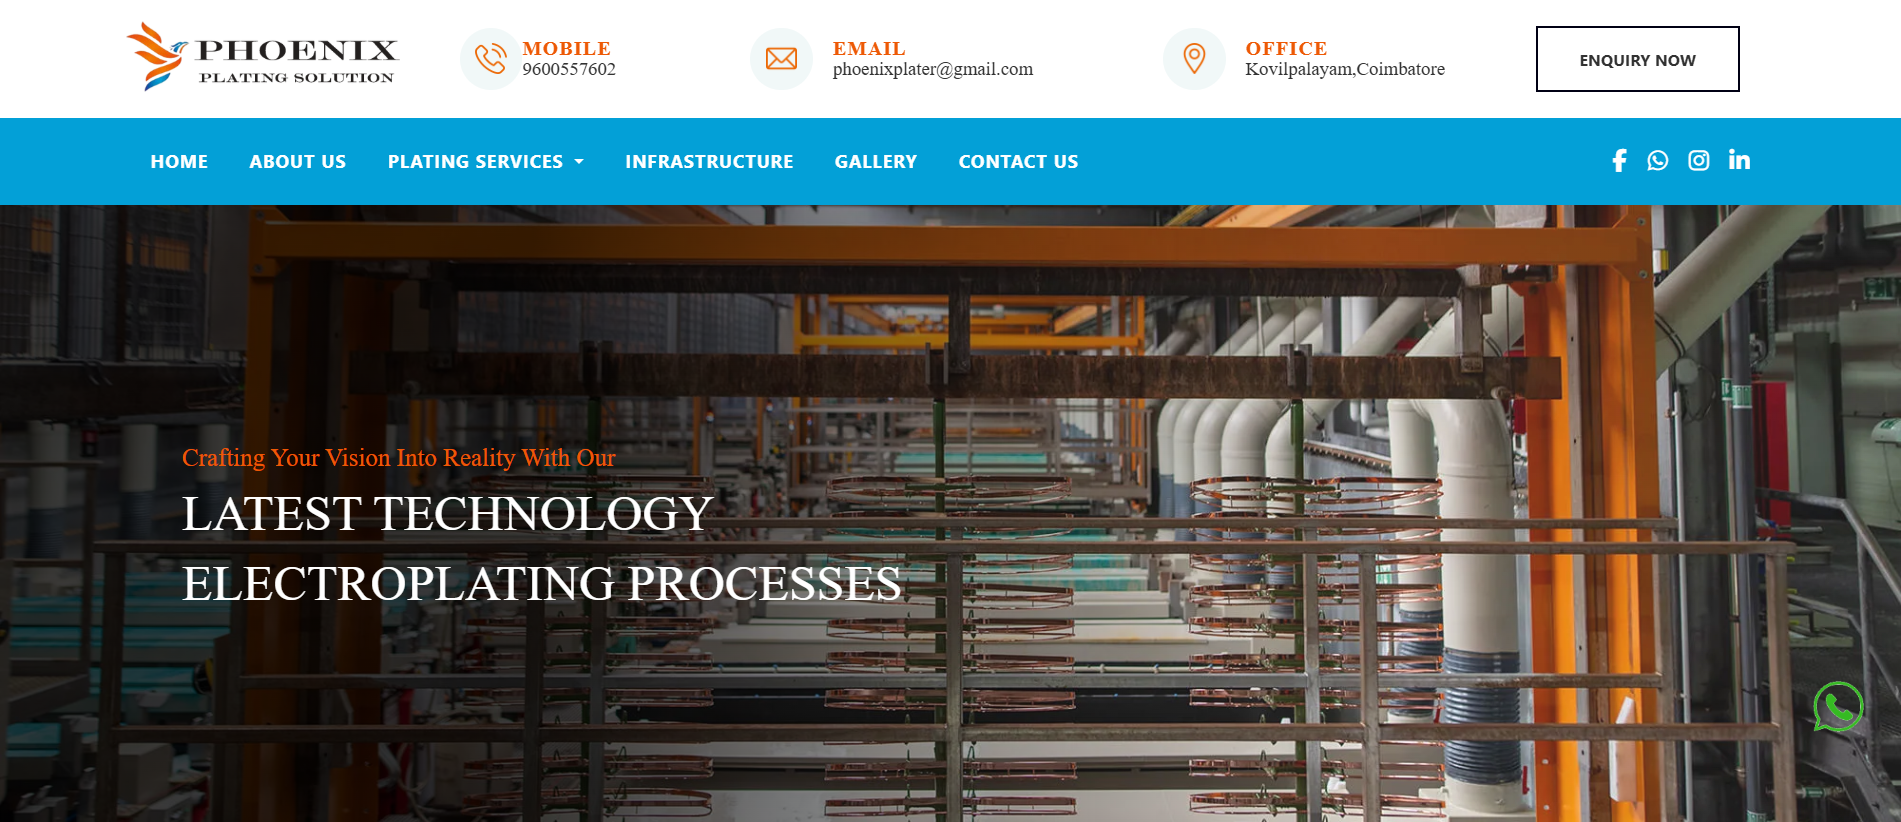 PHOENIX
PLATING SOLUTION
MOBILE
9600557602
EMAIL
phoenixplater@gmail.com
OFFICE
Kovilpalayam,Coimbatore
ENQUIRY NOW
HOME
ABOUT US
PLATING SERVICES
INFRASTRUCTURE
GALLERY
CONTACT US
Crafting Your Vision Into Reality With Our
LATEST TECHNOLOGY
ELECTROPLATING PROCESSES